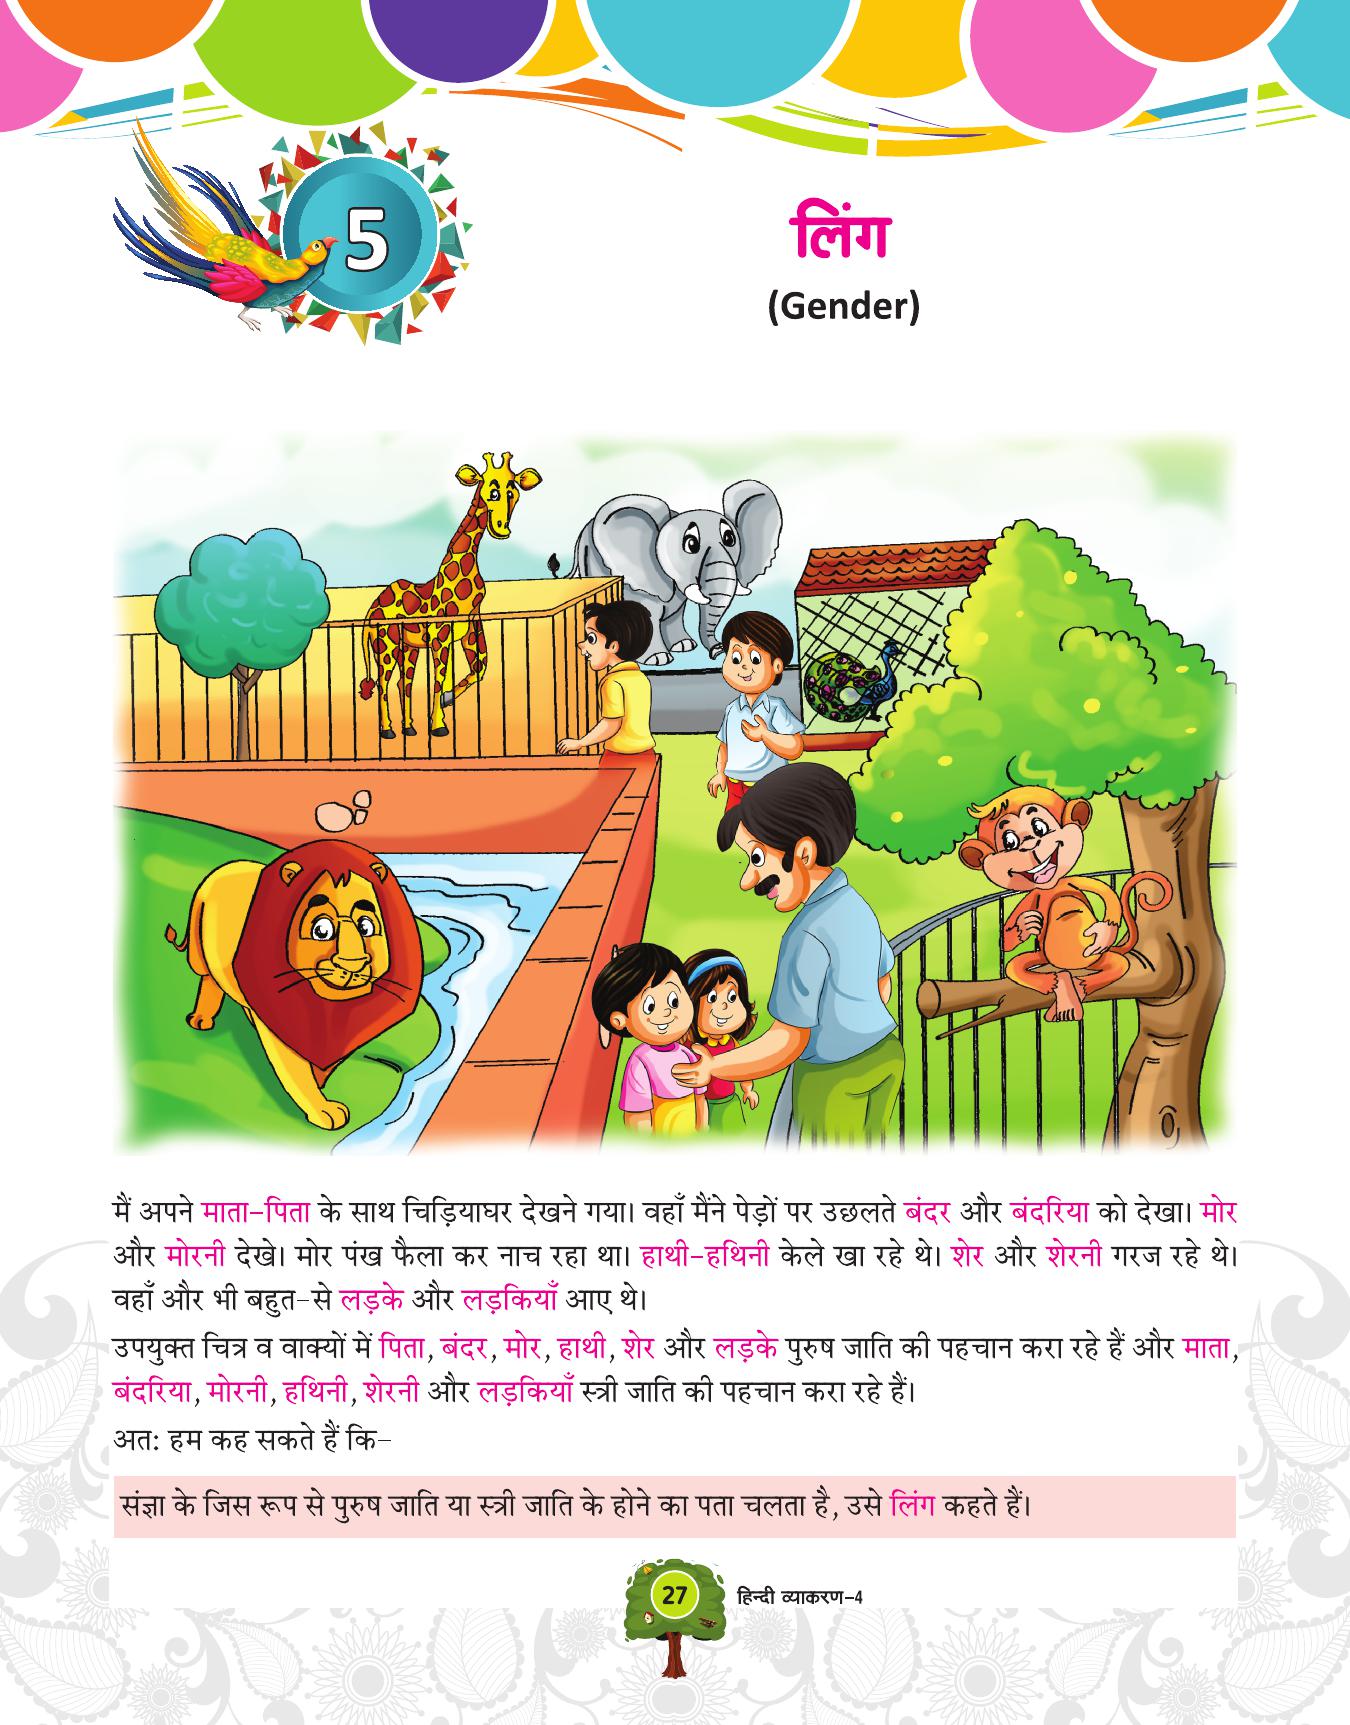 5
लिंग
(Gender)
मैं अपने माता-पिता के साथ चिड़ियाघर देखने गया। वहाँ मैंने पेड़ों पर उछलते बंदर और बंदरिया को देखा। मोर
और मोरनी देखे। मोर पंख फैला कर नाच रहा था। हाथी-हथिनी केले खा रहे थे। शेर और शेरनी गरज रहे थे।
वहाँ और भी बहुत-से लड़के और लड़कियाँ आए थे।
उपयुक्त चित्र व वाक्यों में पिता, बंदर, मोर, हाथी, शेर और लड़के पुरुष जाति की पहचान करा रहे हैं और माता,
बंदरिया, मोरनी, हथिनी, शेरनी और लड़कियाँ स्त्री जाति की पहचान करा रहे हैं।
अत: हम कह सकते हैं कि-
संज्ञा के जिस रूप से पुरुष जाति या स्त्री जाति के होने का पता चलता है, उसे लिंग कहते हैं।
27 हिन्दी व्याकरण-4